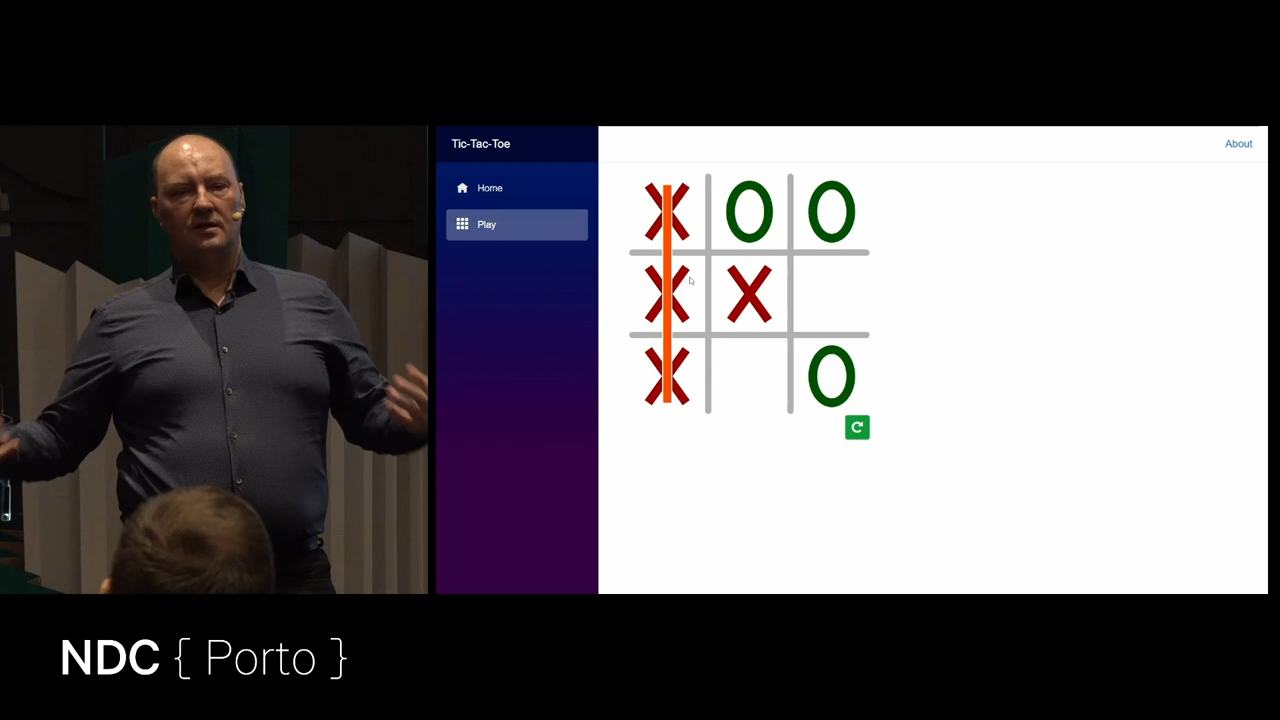 Tic-Tac-Toe
About
Home
Play
X O O
X X
X O
NDC { Porto }